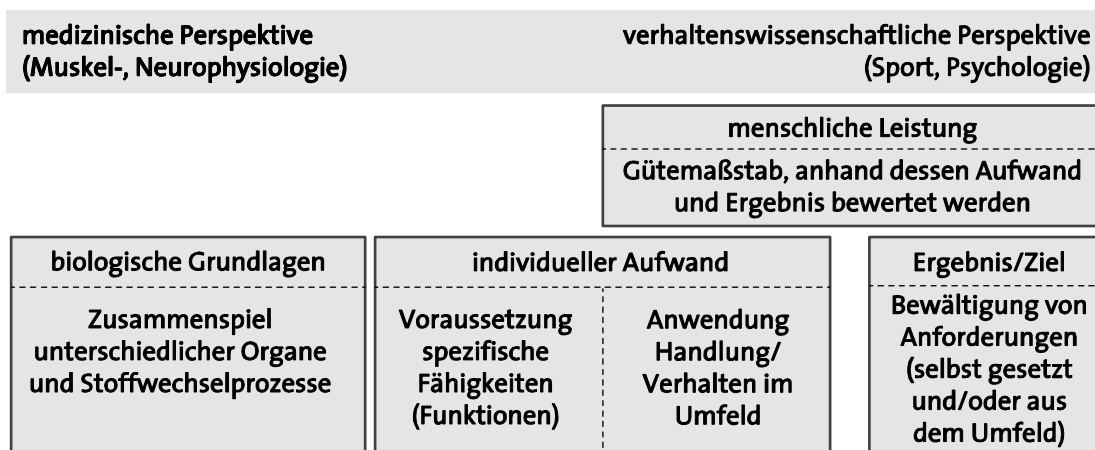 medizinische Perspektive
(Muskel-, Neurophysiologie)
verhaltenswissenschaftliche Perspektive
(Sport, Psychologie)
menschliche Leistung
Gütemaßstab, anhand dessen Aufwand
und Ergebnis bewertet werden
biologische Grundlagen
Zusammenspiel
unterschiedlicher Organe
und Stoffwechselprozesse
individueller Aufwand
Voraussetzung
spezifische
Fähigkeiten
(Funktionen)
Anwendung
Handlung/
Verhalten im
Umfeld
Ergebnis/Ziel
Bewältigung von
Anforderungen
(selbst gesetzt
und/oder aus
dem Umfeld)